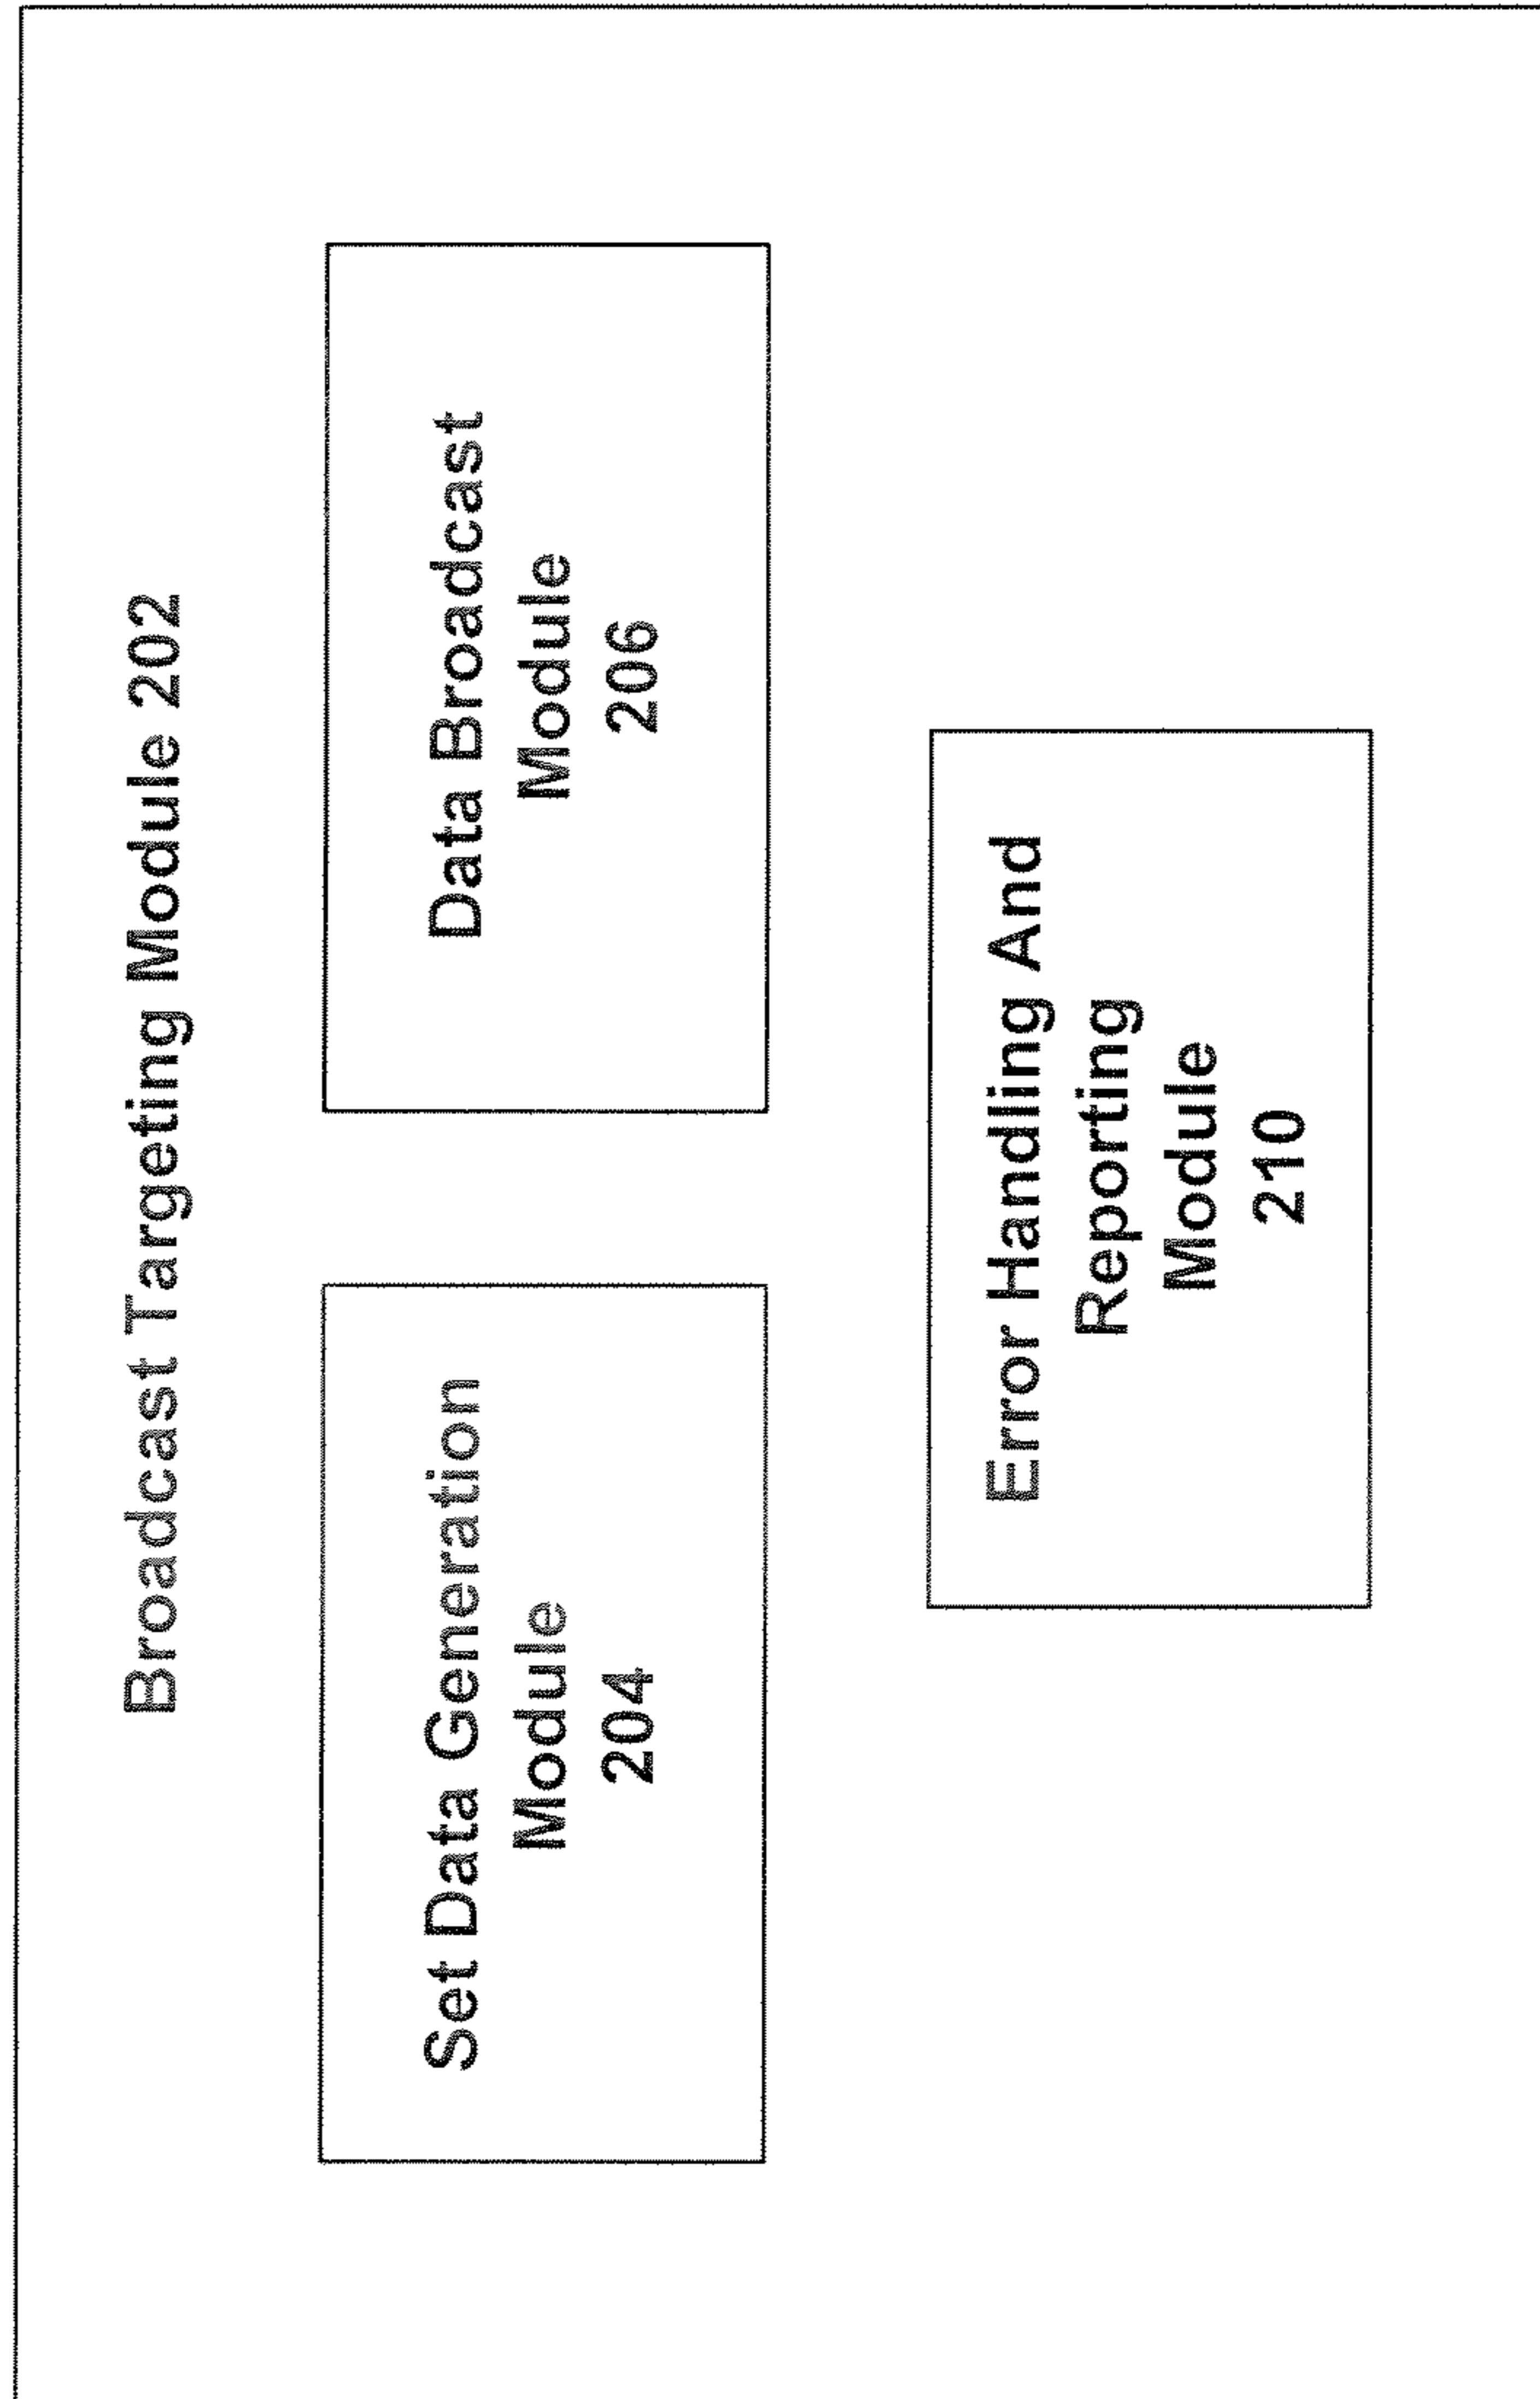 Broadcast Targeting Module 202
Set Data Generation
Module
204
Data Broadcast
Module
206
Error Handling And
Reporting
Module
210